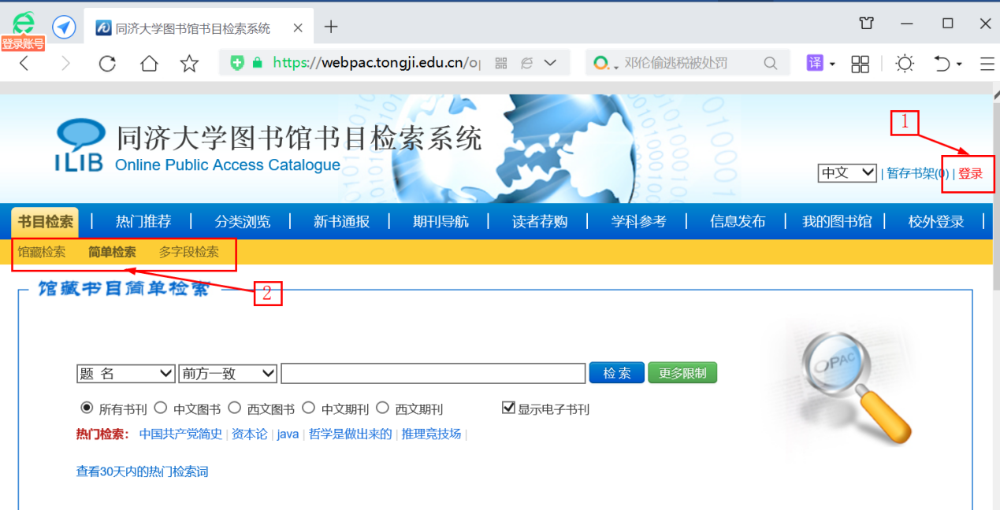 同济大学图书馆书目检索系统
登录账号
https://webpac.tongji.edu.cn/o
邓伦偷逃税被处罚
译
1
ILIB
同济大学图书馆书目检索系统
Online Public Access Catalogue
中文 | 暂存书架(0) | 登录
书目检索 | 热门推荐 | 分类浏览 | 新书通报 | 期刊导航 | 读者荐购 | 学科参考 | 信息发布 | 我的图书馆 | 校外登录 |
馆藏检索 简单检索 多字段检索
馆藏书目简单检索
2
OPAC
题 名 前方一致 检 索 更多限制
所有书刊 中文图书 西文图书 中文期刊 西文期刊 显示电子书刊
热门检索: 中国共产党简史 | 资本论 | java | 哲学是做出来的 | 推理竞技场 |
查看30天内的热门检索词